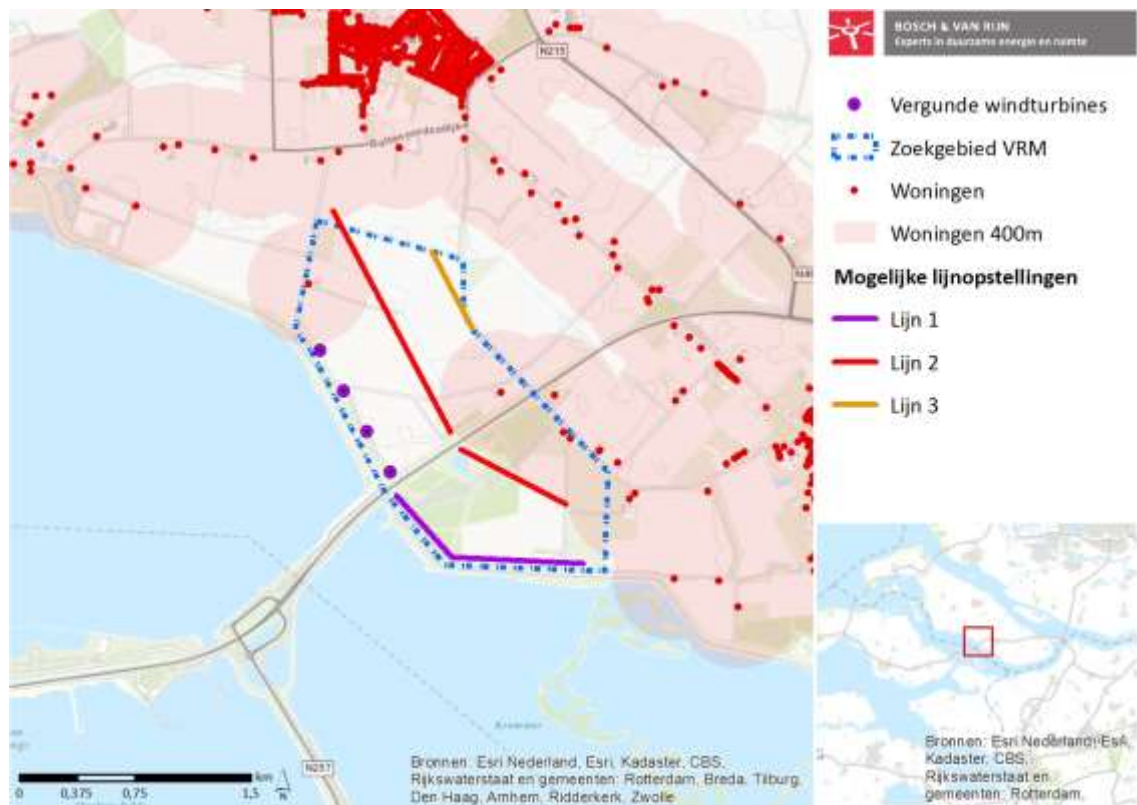 BOSCH & VAN RIJN
Experts in duurzame energie en ruimte
Vergunde windturbines
Zoekgebied VRM
Woningen
Woningen 400m
Mogelijke lijnopstellingen
Lijn 1
Lijn 2
Lijn 3
N215
N257
km
0 0,375 0,75 1,5
Bronnen: Esri Nederland, Esri, Kadaster, CBS,
Rijkswaterstaat en gemeenten: Rotterdam, Breda, Tilburg,
Den Haag, Arnhem, Ridderkerk, Zwolle
Bronnen: Esri Nederland, Esri,
Kadaster, CBS,
Rijkswaterstaat en
gemeenten: Rotterdam,